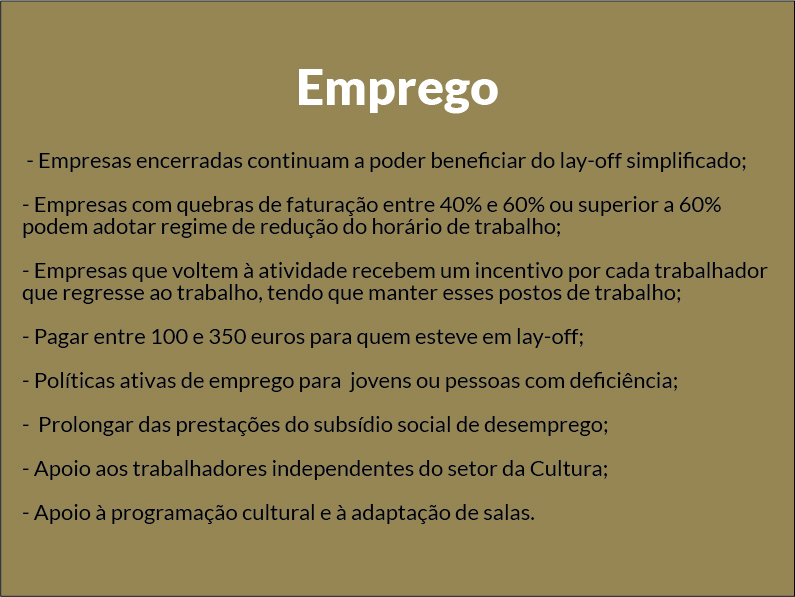 Emprego
- Empresas encerradas continuam a poder beneficiar do lay-off simplificado;
- Empresas com quebras de faturação entre 40% e 60% ou superior a 60%
podem adotar regime de redução do horário de trabalho;
- Empresas que voltem à atividade recebem um incentivo por cada trabalhador
que regresse ao trabalho, tendo que manter esses postos de trabalho;
- Pagar entre 100 e 350 euros para quem esteve em lay-off;
- Políticas ativas de emprego para  jovens ou pessoas com deficiência;
-  Prolongar das prestações do subsídio social de desemprego;
- Apoio aos trabalhadores independentes do setor da Cultura;
- Apoio à programação cultural e à adaptação de salas.